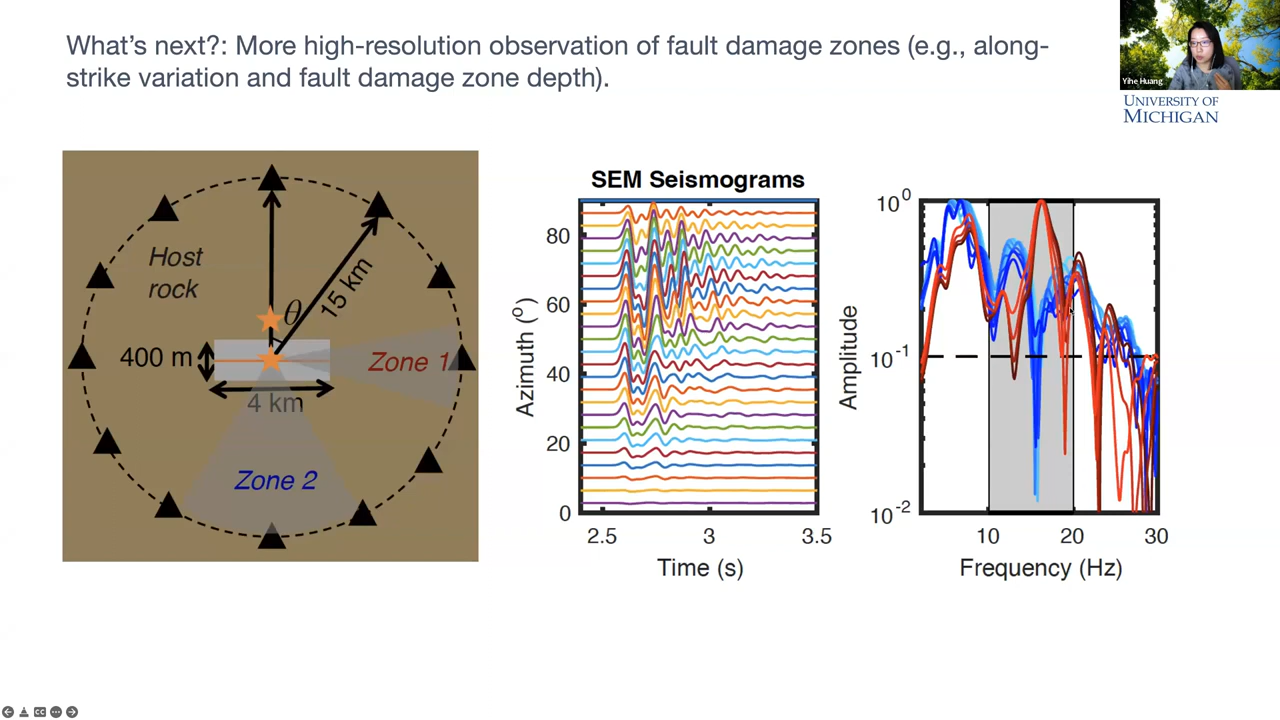 What's next?: More high-resolution observation of fault damage zones (e.g., along-
strike variation and fault damage zone depth).
Yihe Huang
UNIVERSITY OF
MICHIGAN
Host
rock
θ
15 km
400 m
4 km
Zone 1
Zone 2
SEM Seismograms
Azimuth (º)
80
60
40
20
0
2.5 3 3.5
Time (s)
Amplitude
10⁰
10⁻¹
10⁻²
10 20 30
Frequency (Hz)